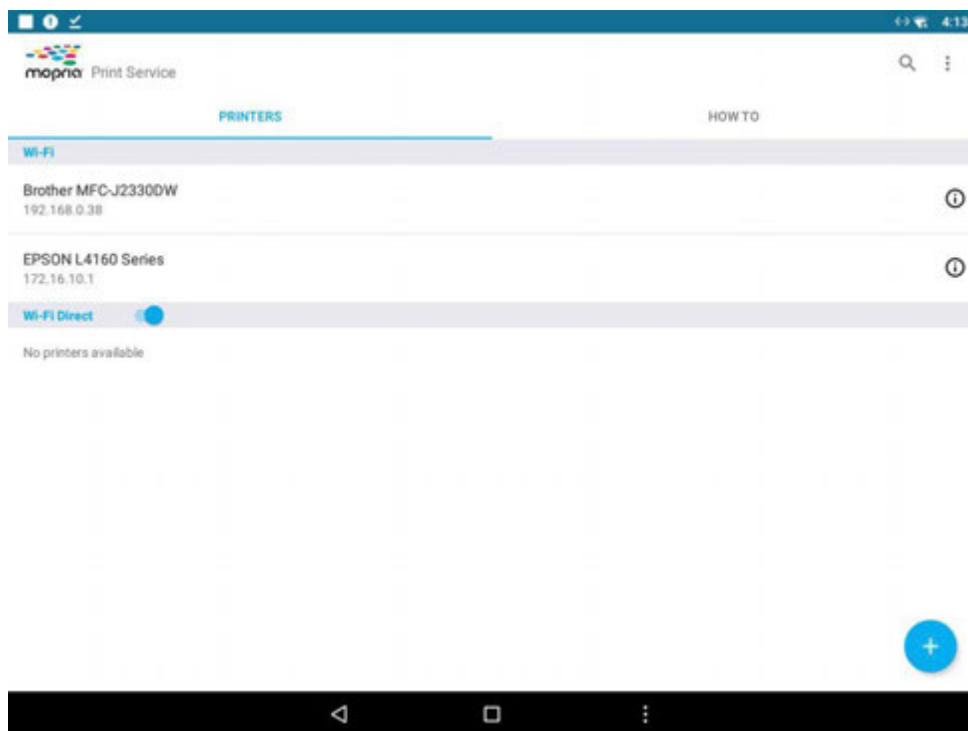 4:13
mopria Print Service
PRINTERS
HOW TO
Wi-Fi
Brother MFC-J2330DW
192.168.0.38
EPSON L4160 Series
172.16.10.1
Wi-Fi Direct
No printers available